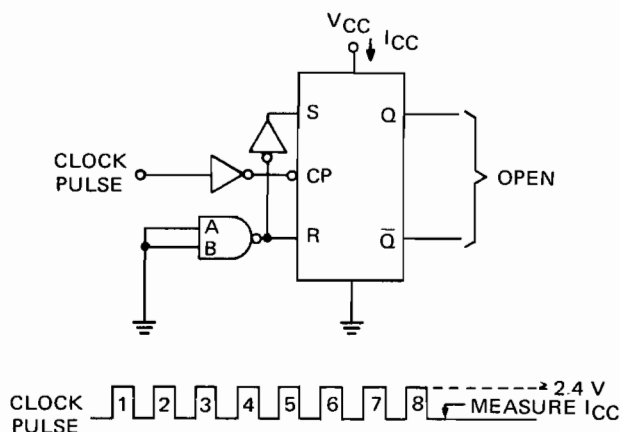 VCC
ICC
S
Q
CLOCK
PULSE
CP
OPEN
A
B
R
Q̅
1 2 3 4 5 6 7 8
2.4 V
CLOCK
PULSE
MEASURE ICC